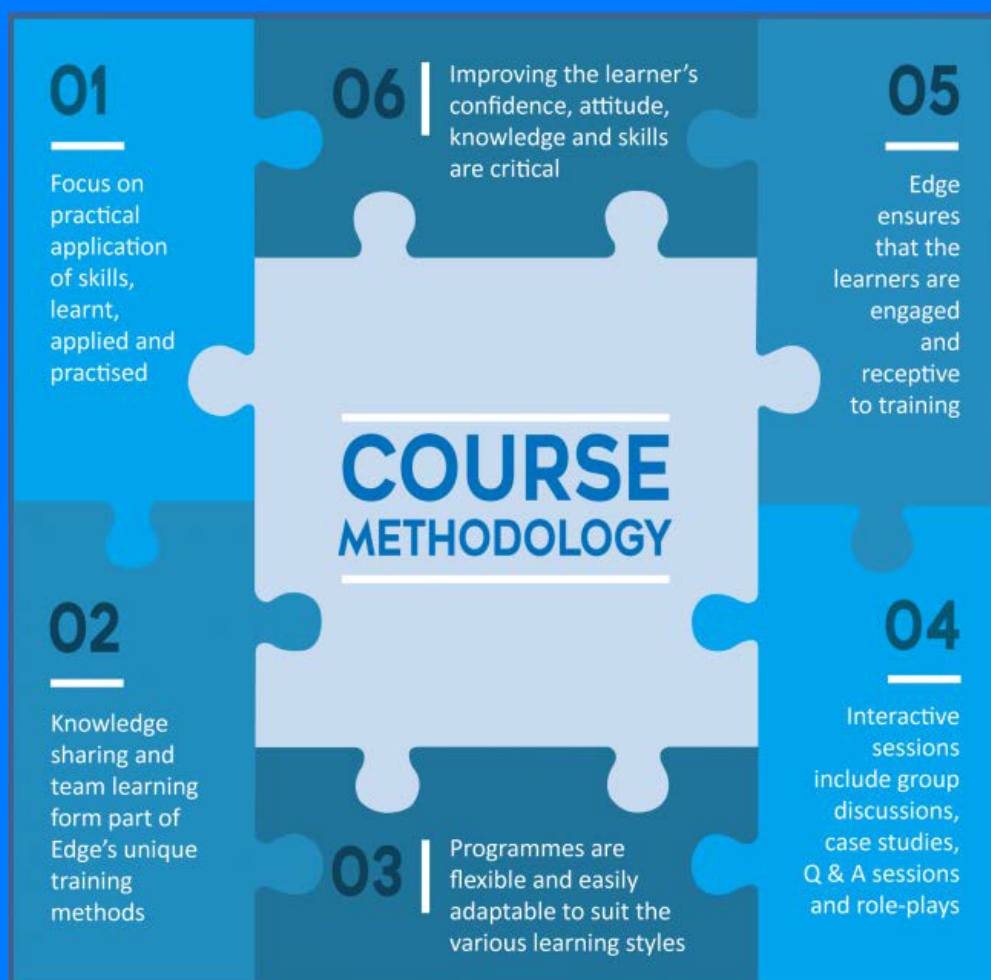 01
Focus on
practical
application
of skills,
learnt,
applied and
practised
06
Improving the learner's
confidence, attitude,
knowledge and skills
are critical
05
Edge
ensures
that the
learners are
engaged
and
receptive
to training
COURSE
METHODOLOGY
02
Knowledge
sharing and
team learning
form part of
Edge's unique
training
methods
03
Programmes are
flexible and easily
adaptable to suit the
various learning styles
04
Interactive
sessions
include group
discussions,
case studies,
Q & A sessions
and role-plays